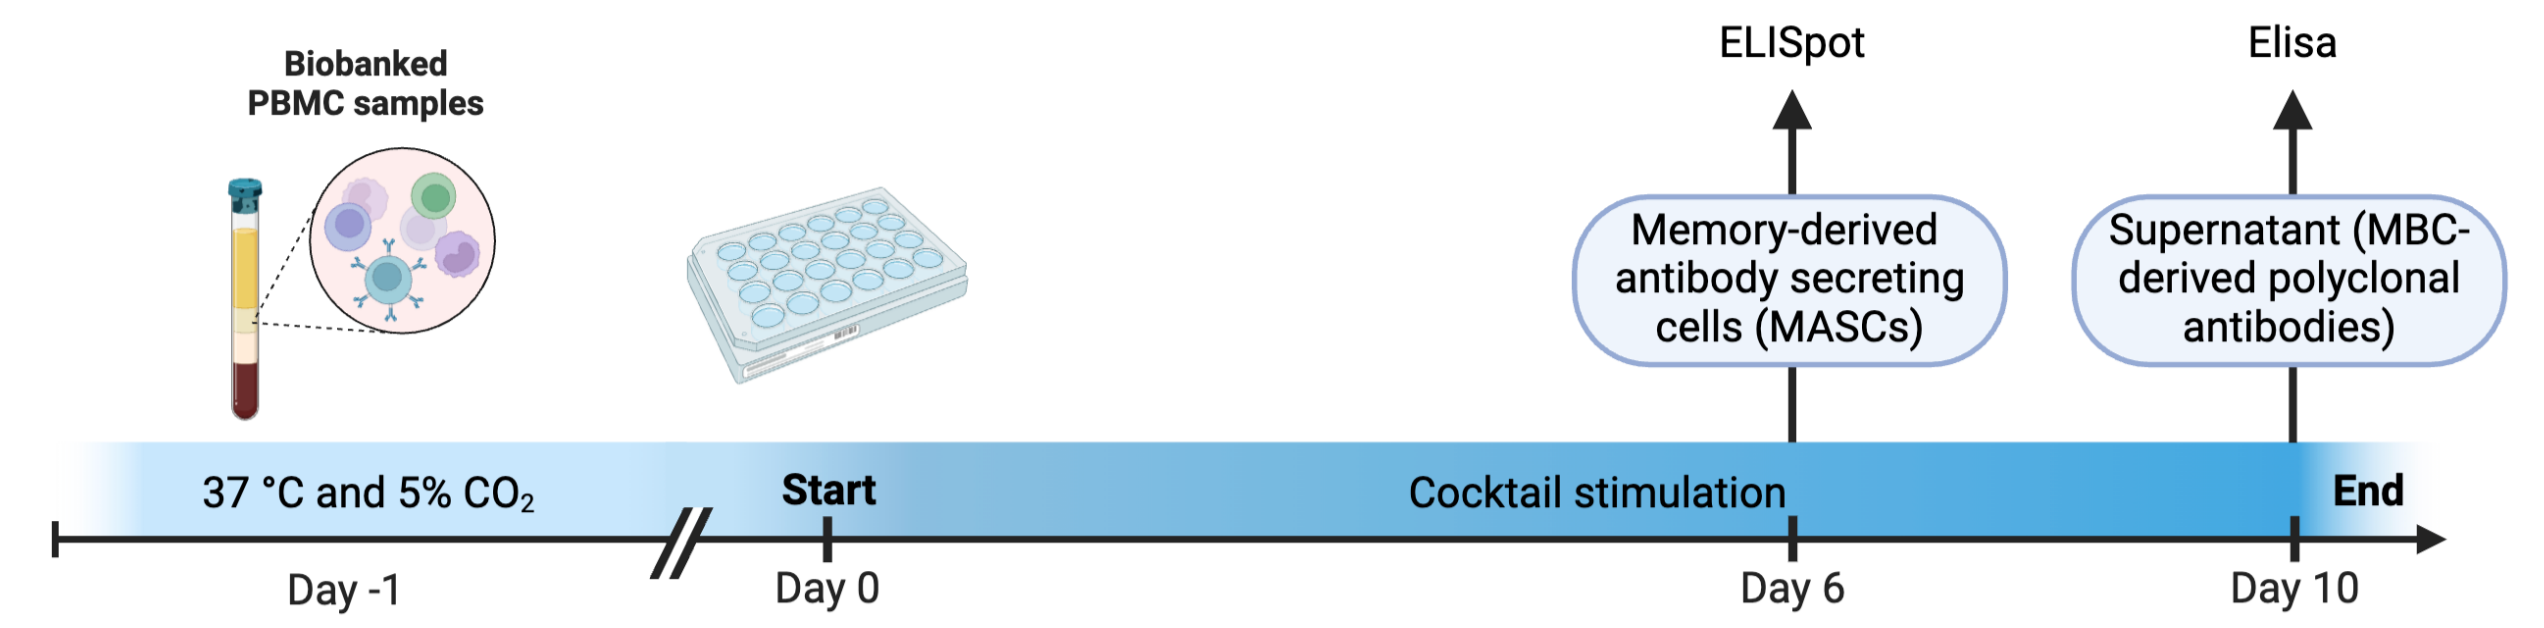 Biobanked
PBMC samples
ELISpot
Elisa
Memory-derived
antibody secreting
cells (MASCs)
Supernatant (MBC-
derived polyclonal
antibodies)
37 °C and 5% CO₂
Start
Cocktail stimulation
End
Day -1
Day 0
Day 6
Day 10